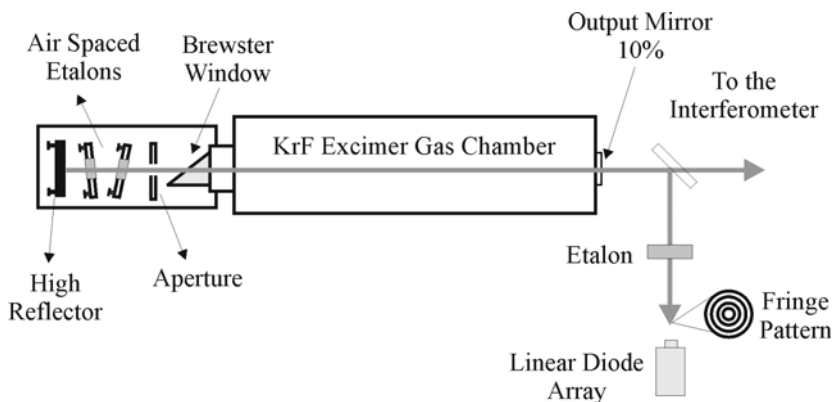 Air Spaced
Etalons
Brewster
Window
Output Mirror
10%
To the
Interferometer
KrF Excimer Gas Chamber
High
Reflector
Aperture
Etalon
Fringe
Pattern
Linear Diode
Array